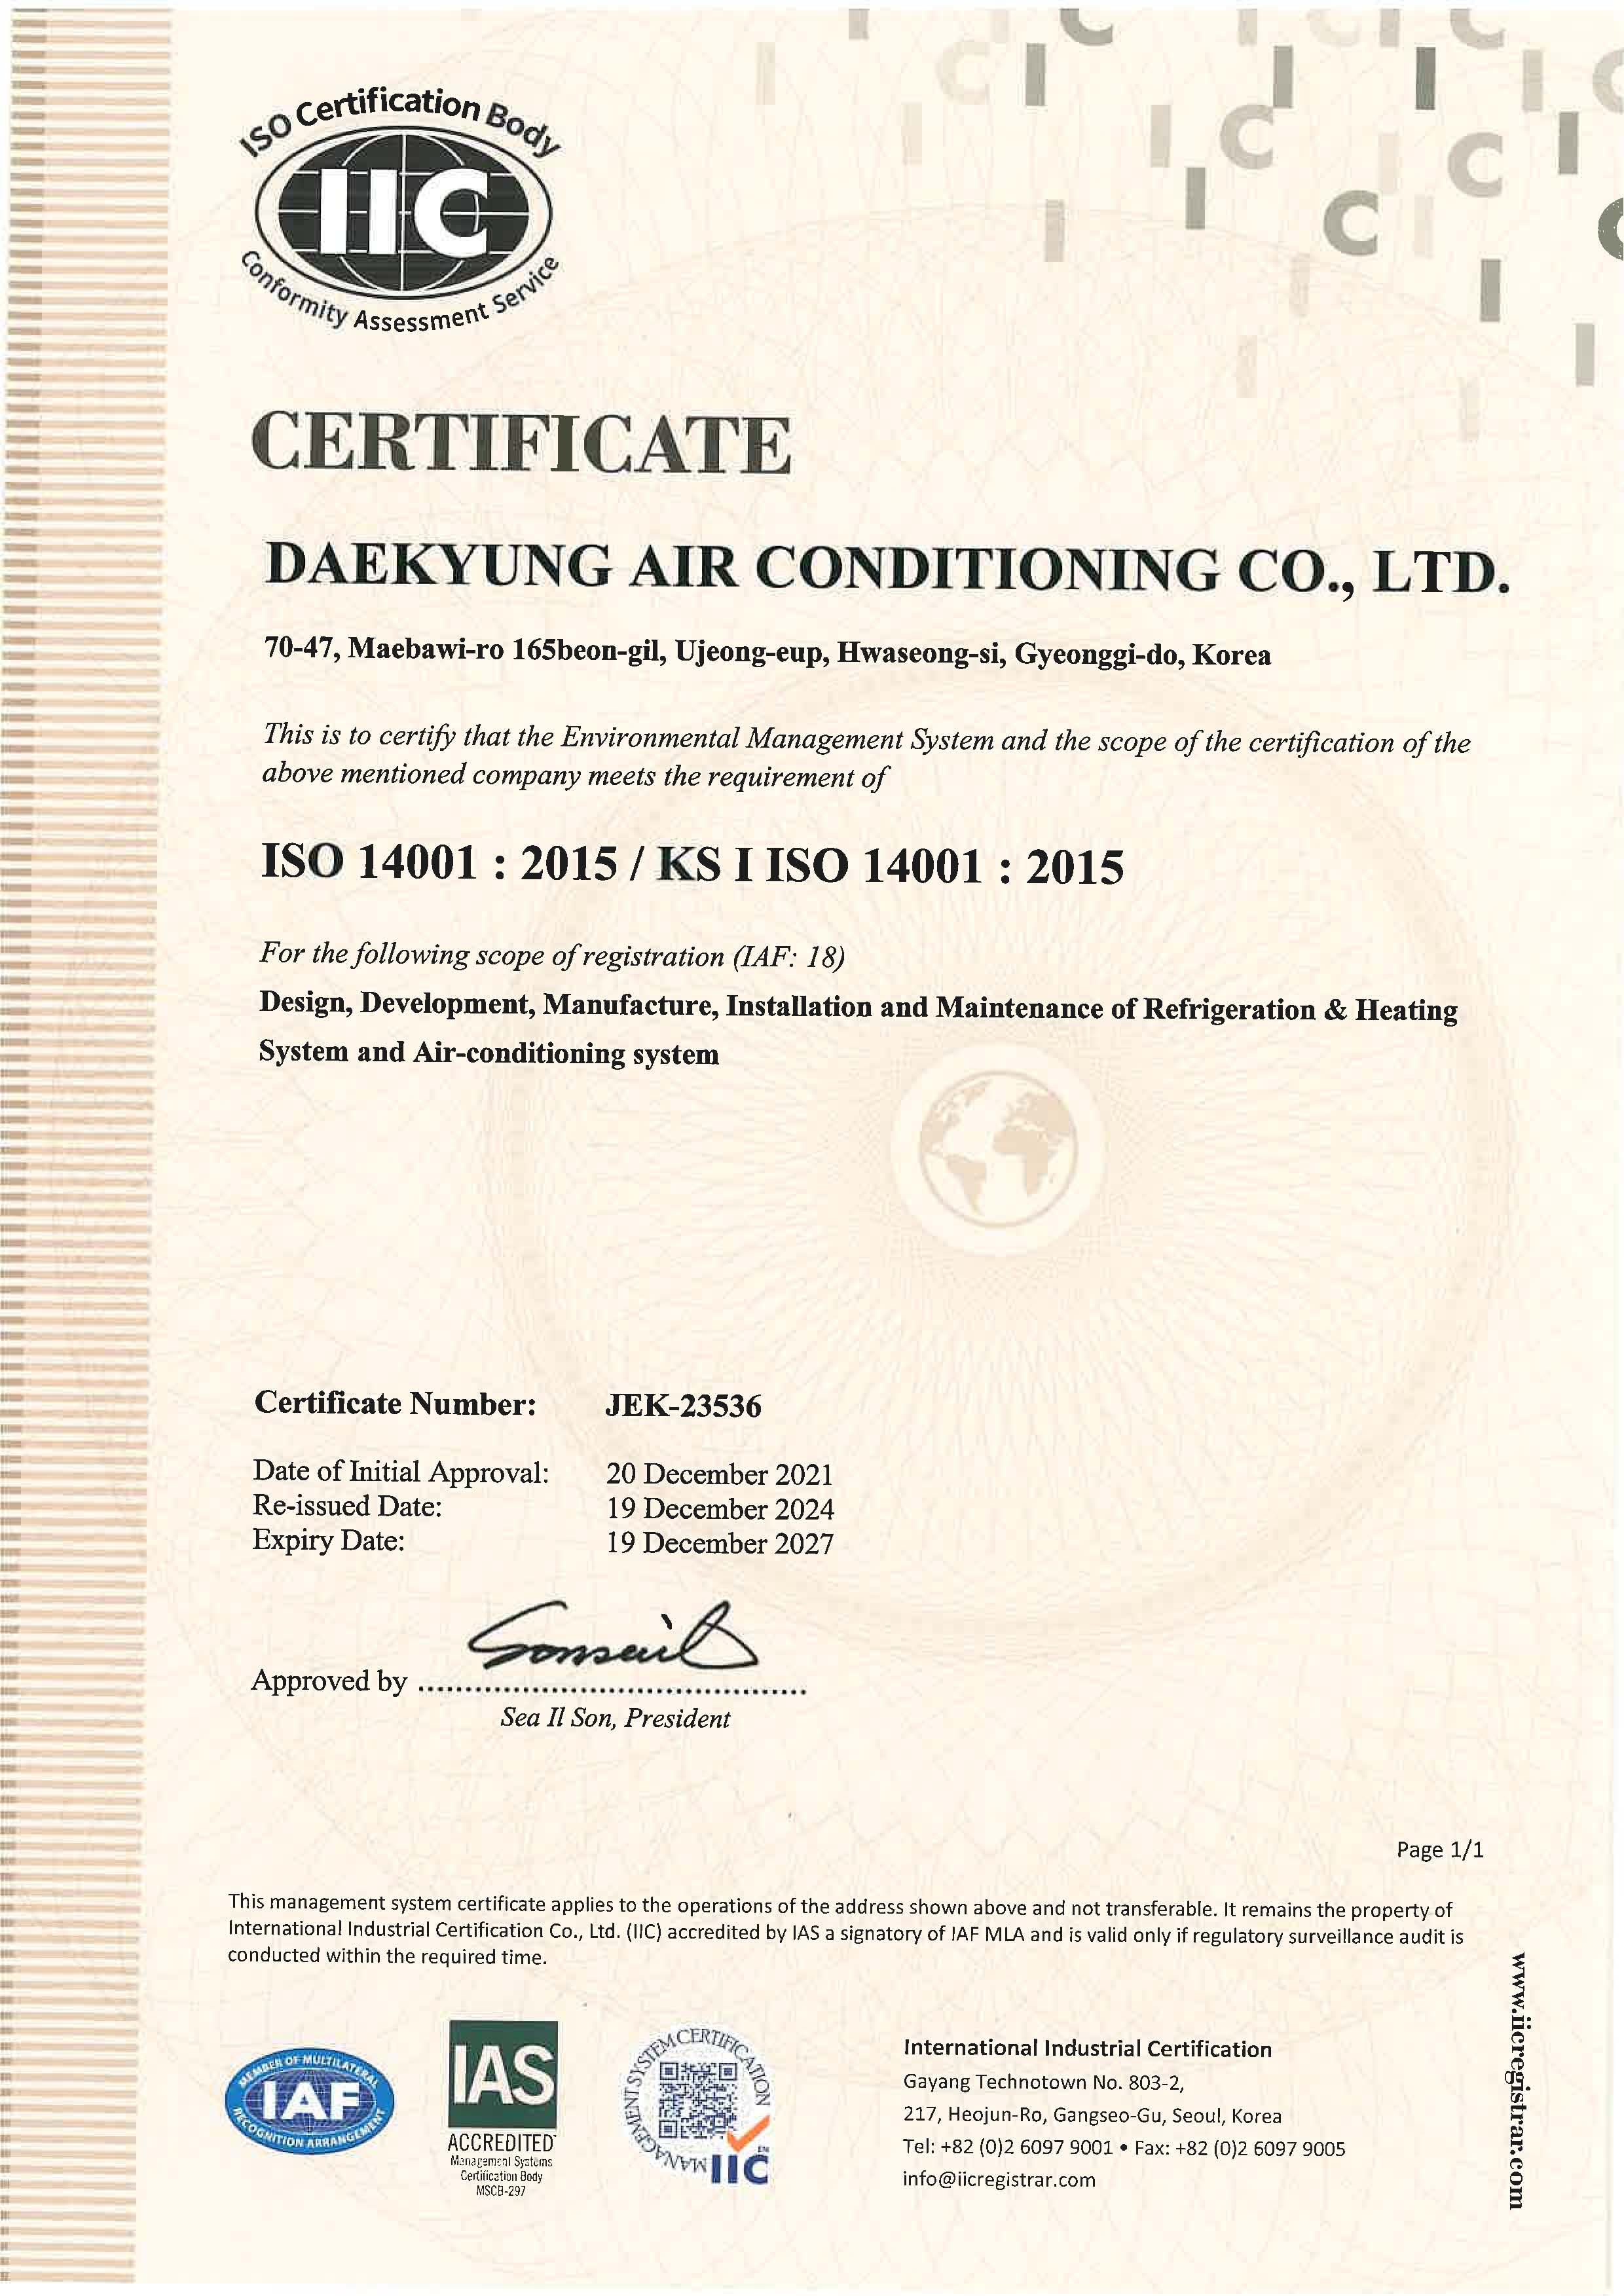 ISO Certification Body
IIC
Conformity Assessment Service
CERTIFICATE
DAEKYUNG AIR CONDITIONING CO., LTD.
70-47, Maebawi-ro 165beon-gil, Ujeong-eup, Hwaseong-si, Gyeonggi-do, Korea
This is to certify that the Environmental Management System and the scope of the certification of the
above mentioned company meets the requirement of
ISO 14001 : 2015 / KS I ISO 14001 : 2015
For the following scope of registration (IAF: 18)
Design, Development, Manufacture, Installation and Maintenance of Refrigeration & Heating
System and Air-conditioning system
Certificate Number: JEK-23536
Date of Initial Approval: 20 December 2021
Re-issued Date: 19 December 2024
Expiry Date: 19 December 2027
Approved by
Sea Il Son, President
Page 1/1
This management system certificate applies to the operations of the address shown above and not transferable. It remains the property of
International Industrial Certification Co., Ltd. (IIC) accredited by IAS a signatory of IAF MLA and is valid only if regulatory surveillance audit is
conducted within the required time.
MEMBER OF MULTILATERAL
IAF
RECOGNITION ARRANGEMENT
IAS
ACCREDITED
Management Systems
Certification Body
MSCB-297
MANAGEMENT SYSTEM CERTIFICATION
IIC
International Industrial Certification
Gayang Technotown No. 803-2,
217, Heojun-Ro, Gangseo-Gu, Seoul, Korea
Tel: +82 (0)2 6097 9001 • Fax: +82 (0)2 6097 9005
info@iicregistrar.com
www.iicregistrar.com